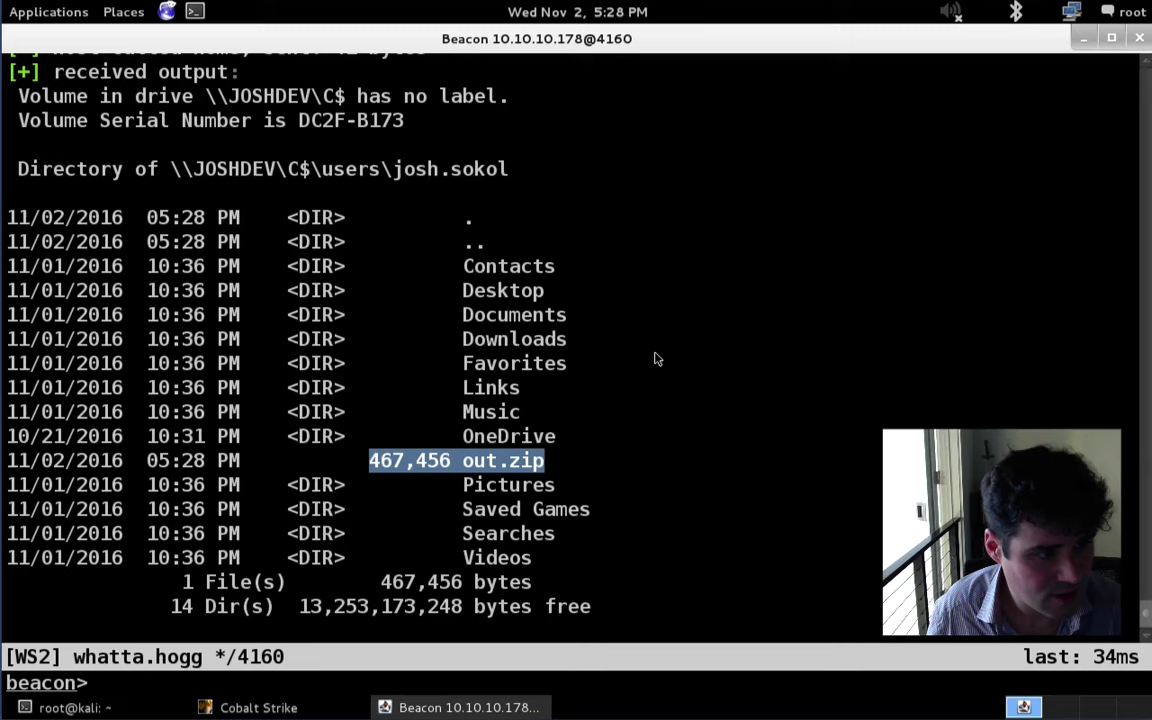 Applications Places Wed Nov 2, 5:28 PM root
Beacon 10.10.10.178@4160
[+] received output:
Volume in drive \\JOSHDEV\C$ has no label.
Volume Serial Number is DC2F-B173
Directory of \\JOSHDEV\C$\users\josh.sokol
11/02/2016 05:28 PM <DIR> .
11/02/2016 05:28 PM <DIR> ..
11/01/2016 10:36 PM <DIR> Contacts
11/01/2016 10:36 PM <DIR> Desktop
11/01/2016 10:36 PM <DIR> Documents
11/01/2016 10:36 PM <DIR> Downloads
11/01/2016 10:36 PM <DIR> Favorites
11/01/2016 10:36 PM <DIR> Links
11/01/2016 10:36 PM <DIR> Music
10/21/2016 10:31 PM <DIR> OneDrive
11/02/2016 05:28 PM 467,456 out.zip
11/01/2016 10:36 PM <DIR> Pictures
11/01/2016 10:36 PM <DIR> Saved Games
11/01/2016 10:36 PM <DIR> Searches
11/01/2016 10:36 PM <DIR> Videos
1 File(s) 467,456 bytes
14 Dir(s) 13,253,173,248 bytes free
[WS2] whatta.hogg */4160 last: 34ms
beacon>
root@kali: ~ Cobalt Strike Beacon 10.10.10.178...